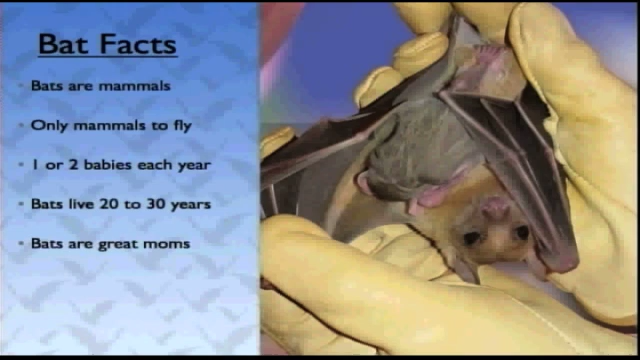 Bat Facts
Bats are mammals
Only mammals to fly
1 or 2 babies each year
Bats live 20 to 30 years
Bats are great moms